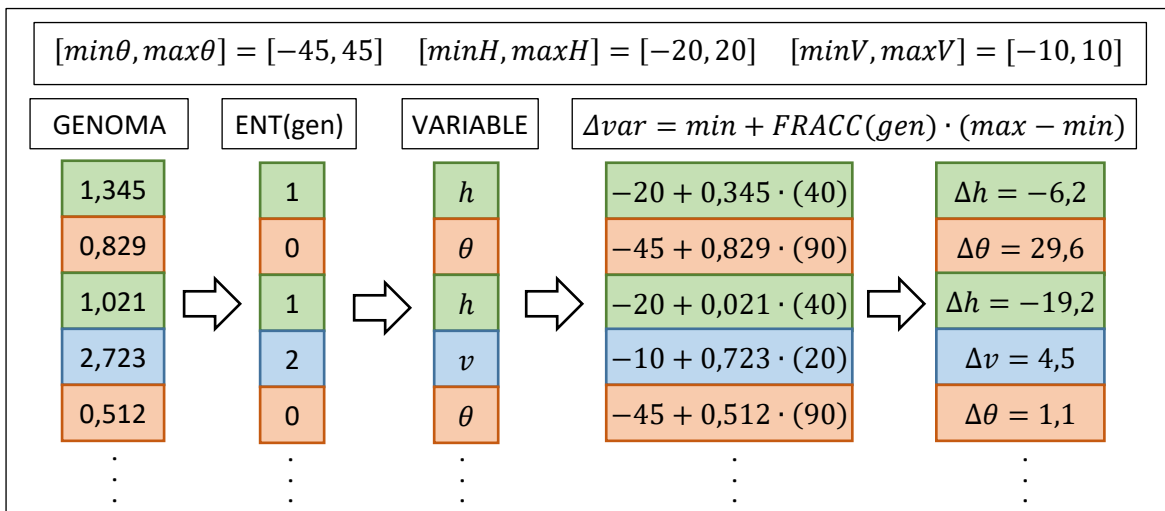 [minθ, maxθ] = [−45, 45] [minH, maxH] = [−20, 20] [minV, maxV] = [−10, 10]
GENOMA ENT(gen) VARIABLE Δvar = min + FRACC(gen) · (max − min)
1,345 1 h −20 + 0,345 · (40) Δh = −6,2
0,829 0 θ −45 + 0,829 · (90) Δθ = 29,6
1,021 1 h −20 + 0,021 · (40) Δh = −19,2
2,723 2 v −10 + 0,723 · (20) Δv = 4,5
0,512 0 θ −45 + 0,512 · (90) Δθ = 1,1